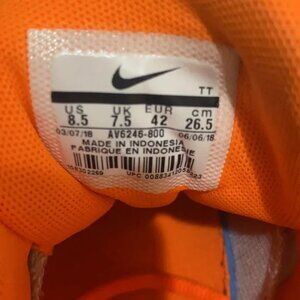 TT
US UK EUR cm
8.5 7.5 42 26.5
03/07/18 AV6246-800 06/06/18
MADE IN INDONESIA
FABRIQUE EN INDONESIE
UPC